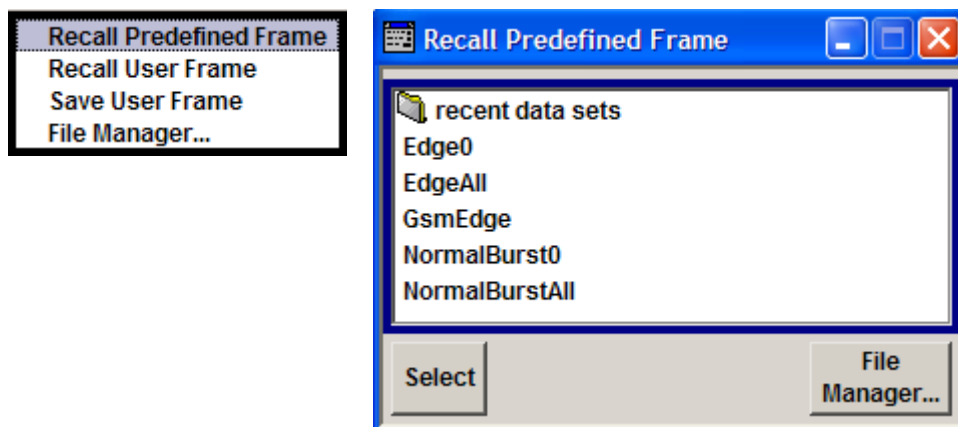 Recall Predefined Frame
Recall User Frame
Save User Frame
File Manager...
Recall Predefined Frame
recent data sets
Edge0
EdgeAll
GsmEdge
NormalBurst0
NormalBurstAll
Select
File
Manager...